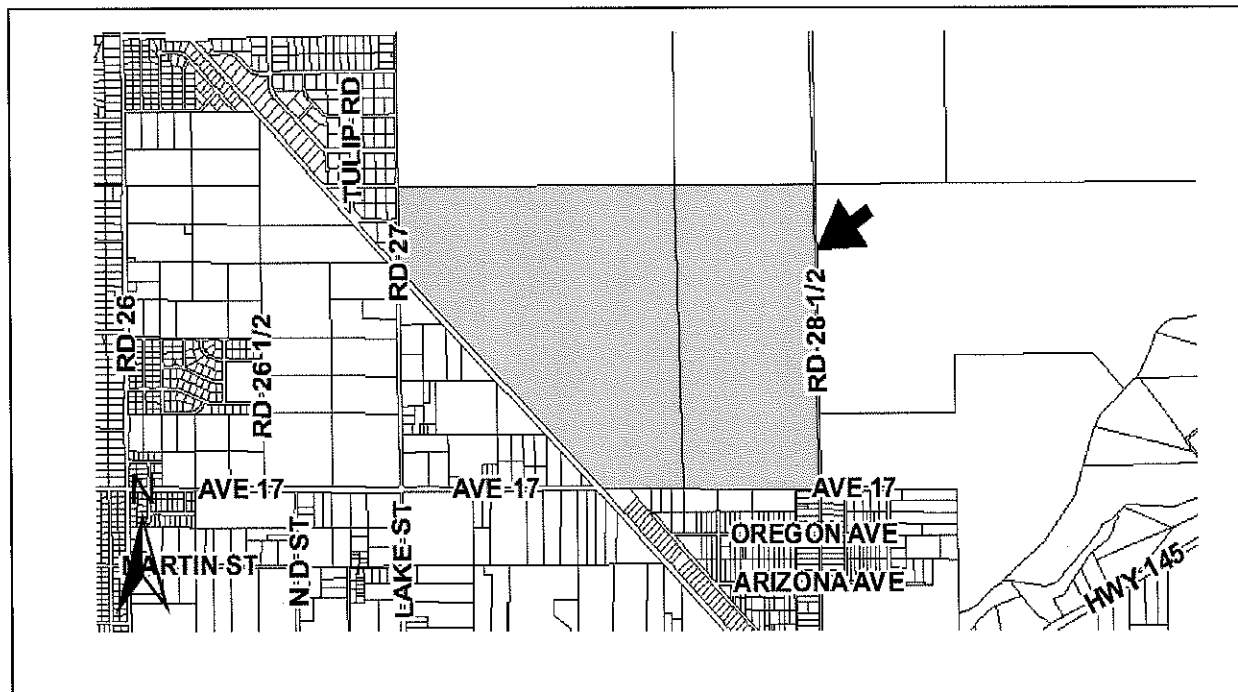 TULIP RD
RD 27
RD 28-1/2
RD 26
RD 26 1/2
AVE 17
AVE 17
AVE 17
N
OREGON AVE
MARTIN ST
N D ST
LAKE ST
ARIZONA AVE
HWY 145